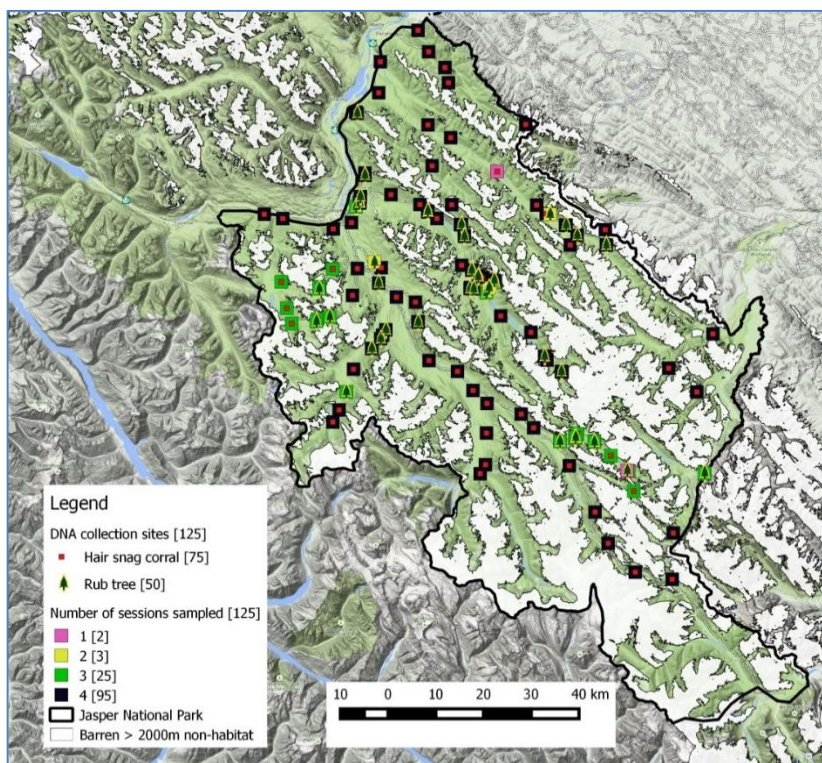 Legend
DNA collection sites [125]
Hair snag corral [75]
Rub tree [50]
Number of sessions sampled [125]
1 [2]
2 [3]
3 [25]
4 [95]
Jasper National Park
Barren > 2000m non-habitat
10 0 10 20 30 40 km